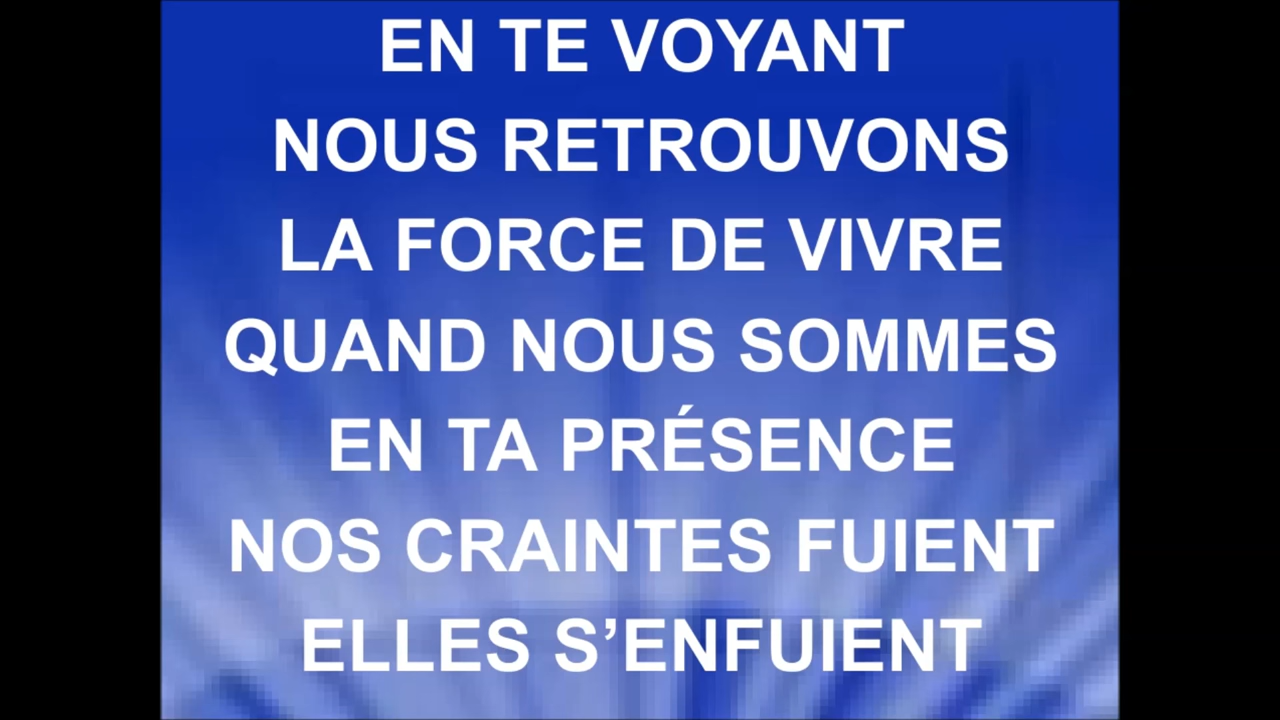 EN TE VOYANT
NOUS RETROUVONS
LA FORCE DE VIVRE
QUAND NOUS SOMMES
EN TA PRÉSENCE
NOS CRAINTES FUIENT
ELLES S’ENFUIENT